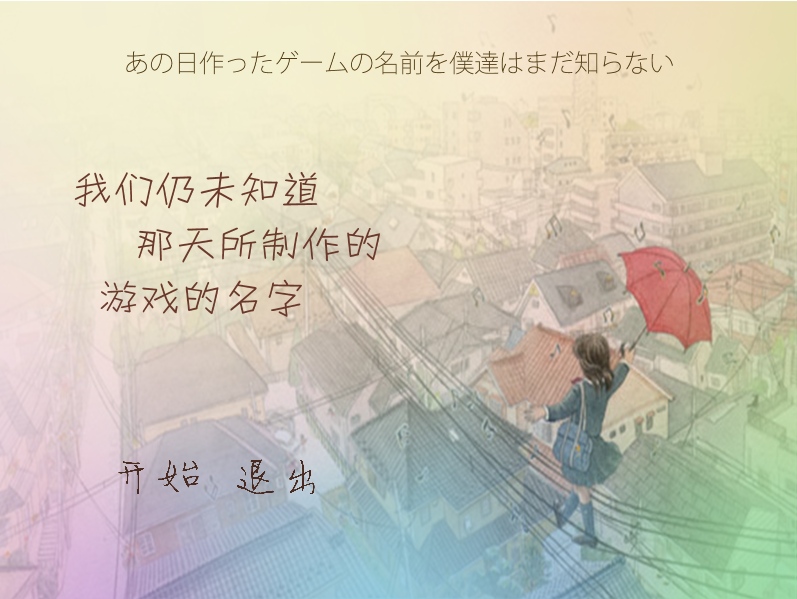 あの日作ったゲームの名前を僕達はまだ知らない
我们仍未知道
那天所制作的
游戏的名字
开始 退出